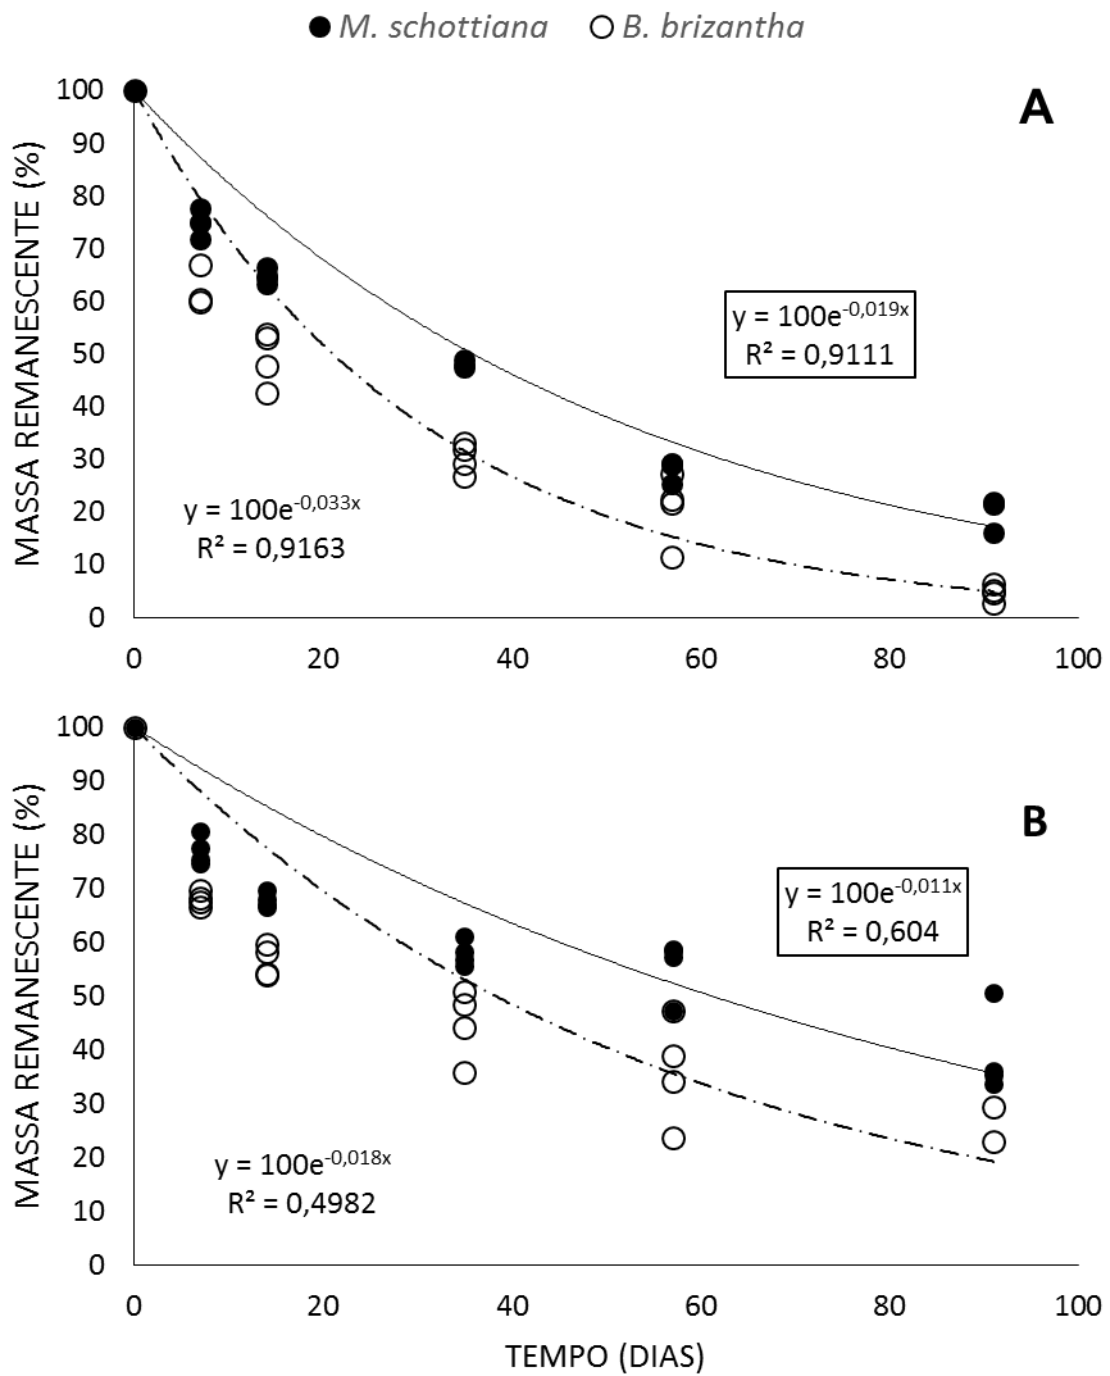 M. schottiana B. brizantha
A
MASSA REMANESCENTE (%)
100
90
80
70
60
50
40
30
20
10
0
y = 100e^-0,019x
R² = 0,9111
y = 100e^-0,033x
R² = 0,9163
0 20 40 60 80 100
B
MASSA REMANESCENTE (%)
100
90
80
70
60
50
40
30
20
10
0
y = 100e^-0,011x
R² = 0,604
y = 100e^-0,018x
R² = 0,4982
0 20 40 60 80 100
TEMPO (DIAS)